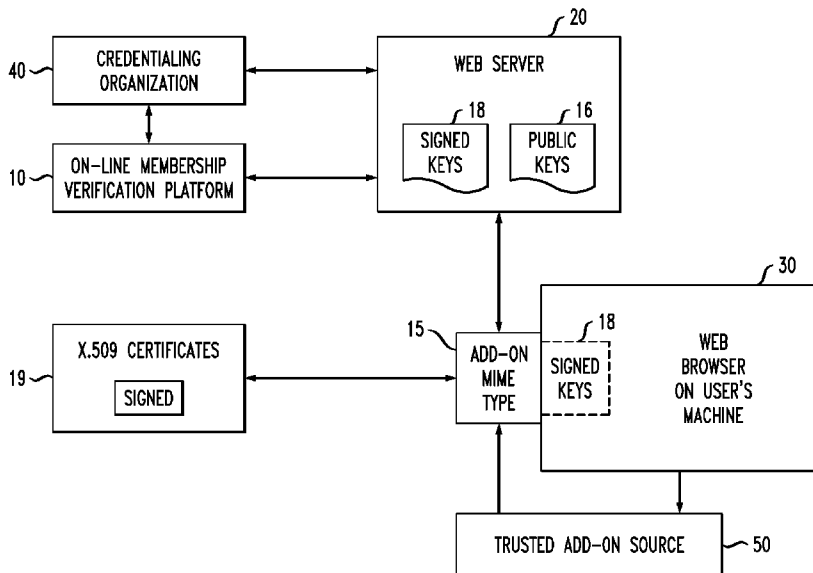 20
CREDENTIALING
ORGANIZATION
40
WEB SERVER
18
SIGNED
KEYS
16
PUBLIC
KEYS
ON-LINE MEMBERSHIP
VERIFICATION PLATFORM
10
30
X.509 CERTIFICATES
SIGNED
19
15
ADD-ON
MIME
TYPE
18
SIGNED
KEYS
WEB
BROWSER
ON USER'S
MACHINE
TRUSTED ADD-ON SOURCE
50